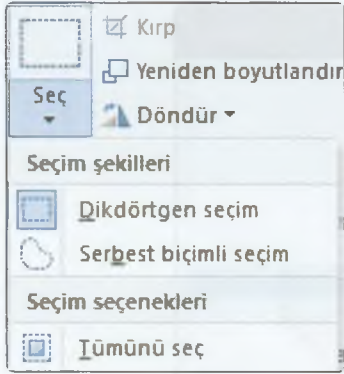 Kırp
Yeniden boyutlandır
Seç
Döndür
Seçim şekilleri
Dikdörtgen seçim
Serbest biçimli seçim
Seçim seçenekleri
Tümünü seç